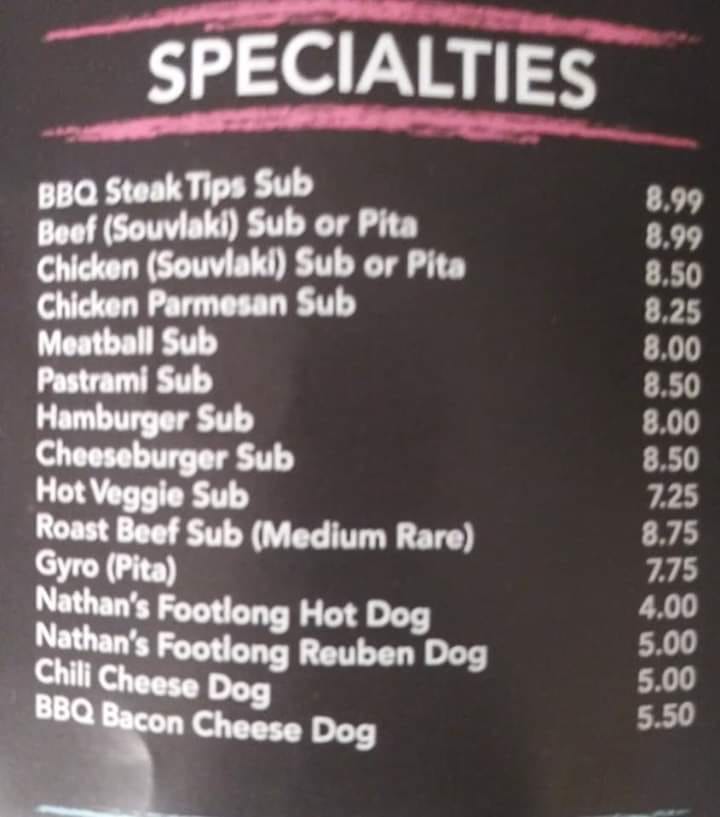 SPECIALTIES
BBQ Steak Tips Sub 8.99
Beef (Souvlaki) Sub or Pita 8.99
Chicken (Souvlaki) Sub or Pita 8.50
Chicken Parmesan Sub 8.25
Meatball Sub 8.00
Pastrami Sub 8.50
Hamburger Sub 8.00
Cheeseburger Sub 8.50
Hot Veggie Sub 7.25
Roast Beef Sub (Medium Rare) 8.75
Gyro (Pita) 7.75
Nathan's Footlong Hot Dog 4.00
Nathan's Footlong Reuben Dog 5.00
Chili Cheese Dog 5.00
BBQ Bacon Cheese Dog 5.50